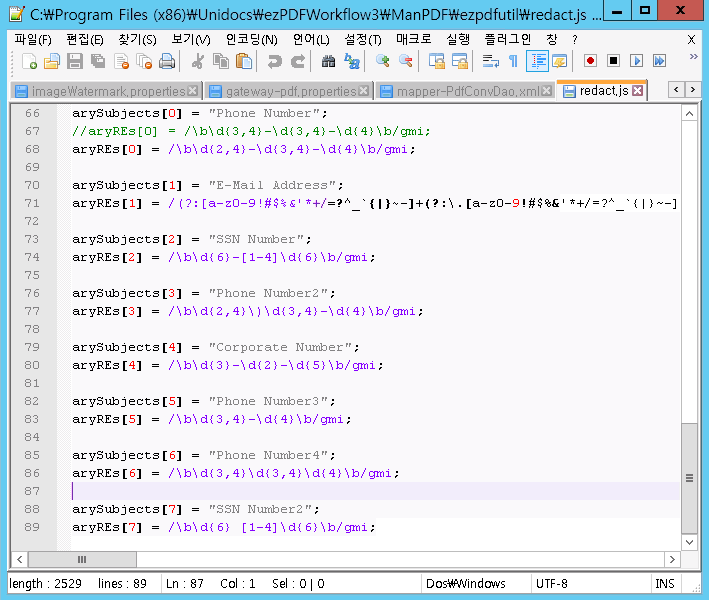 C:₩Program Files (x86)₩Unidocs₩ezPDFWorkflow3₩ManPDF₩ezpdfutil₩redact.js ...
파일(F) 편집(E) 찾기(S) 보기(V) 인코딩(N) 언어(L) 설정(T) 매크로 실행 플러그인 창 ? X
imageWatermark,properties gateway-pdf,properties mapper-PdfConvDao,xml redact,js
66 arySubjects[0] = "Phone Number";
67 //aryREs[0] = /\b\d{3,4}-\d{3,4}-\d{4}\b/gmi;
68 aryREs[0] = /\b\d{2,4}-\d{3,4}-\d{4}\b/gmi;
69
70 arySubjects[1] = "E-Mail Address";
71 aryREs[1] = /(?:[a-z0-9!#$%&'*+/=?^_`{|}~-]+(?:\.[a-z0-9!#$%&'*+/=?^_`{|}~-]
72
73 arySubjects[2] = "SSN Number";
74 aryREs[2] = /\b\d{6}-[1-4]\d{6}\b/gmi;
75
76 arySubjects[3] = "Phone Number2";
77 aryREs[3] = /\b\d{2,4}\)\d{3,4}-\d{4}\b/gmi;
78
79 arySubjects[4] = "Corporate Number";
80 aryREs[4] = /\b\d{3}-\d{2}-\d{5}\b/gmi;
81
82 arySubjects[5] = "Phone Number3";
83 aryREs[5] = /\b\d{3,4}-\d{4}\b/gmi;
84
85 arySubjects[6] = "Phone Number4";
86 aryREs[6] = /\b\d{3,4}\d{3,4}\d{4}\b/gmi;
87
88 arySubjects[7] = "SSN Number2";
89 aryREs[7] = /\b\d{6} [1-4]\d{6}\b/gmi;
length : 2529 lines : 89 Ln : 87 Col : 1 Sel : 0 | 0 Dos₩Windows UTF-8 INS